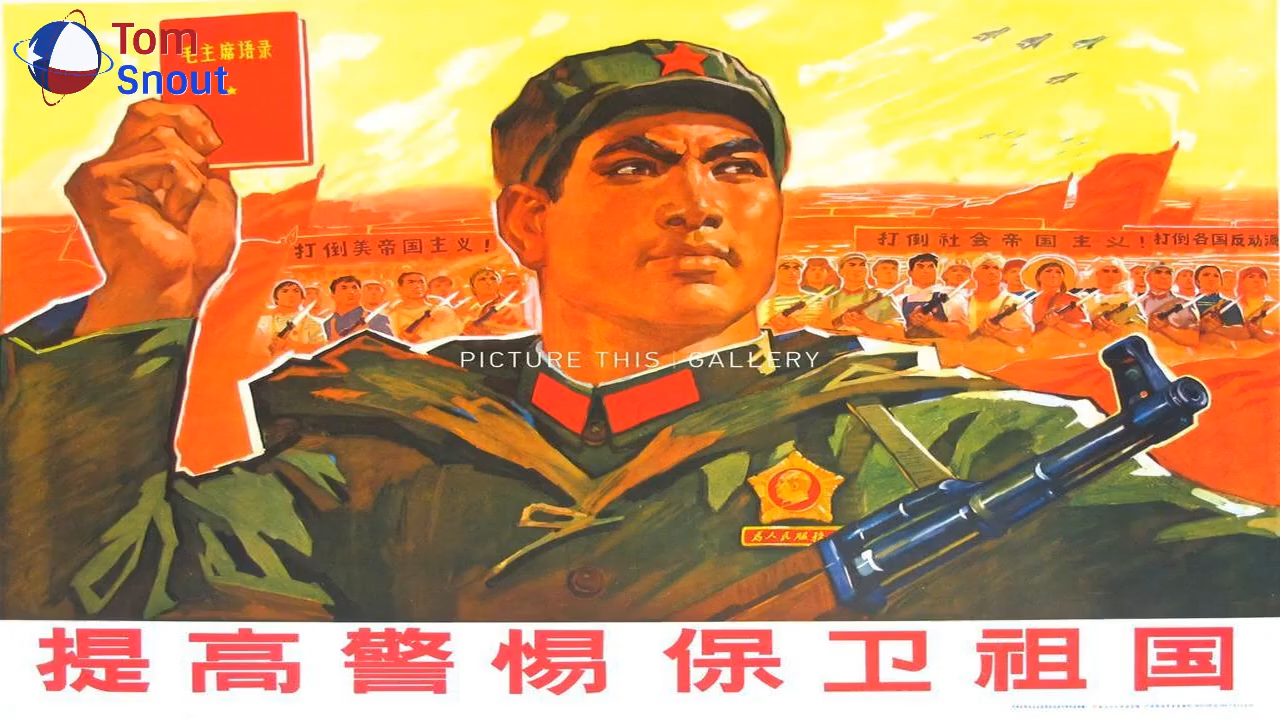 Tom
Snout
毛主席语录
打倒美帝国主义！
打倒社会帝国主义！打倒各国反动派
PICTURE THIS | GALLERY
为人民服务
提高警惕 保卫祖国